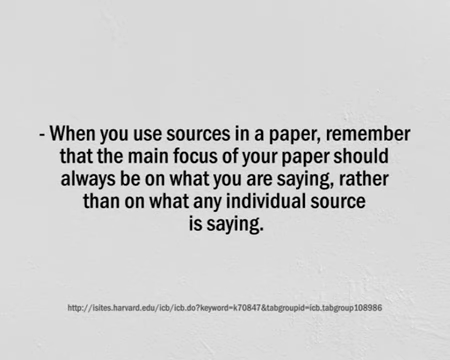 - When you use sources in a paper, remember
that the main focus of your paper should
always be on what you are saying, rather
than on what any individual source
is saying.
http://isites.harvard.edu/icb/icb.do?keyword=k70847&tabgroupid=icb.tabgroup108986